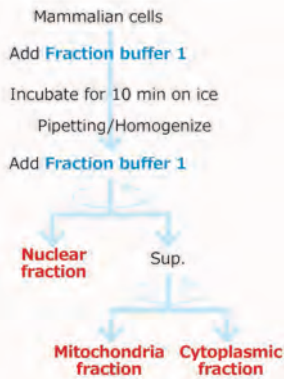 Mammalian cells
Add Fraction buffer 1
Incubate for 10 min on ice
Pipetting/Homogenize
Add Fraction buffer 1
Nuclear
fraction
Sup.
Mitochondria
fraction
Cytoplasmic
fraction